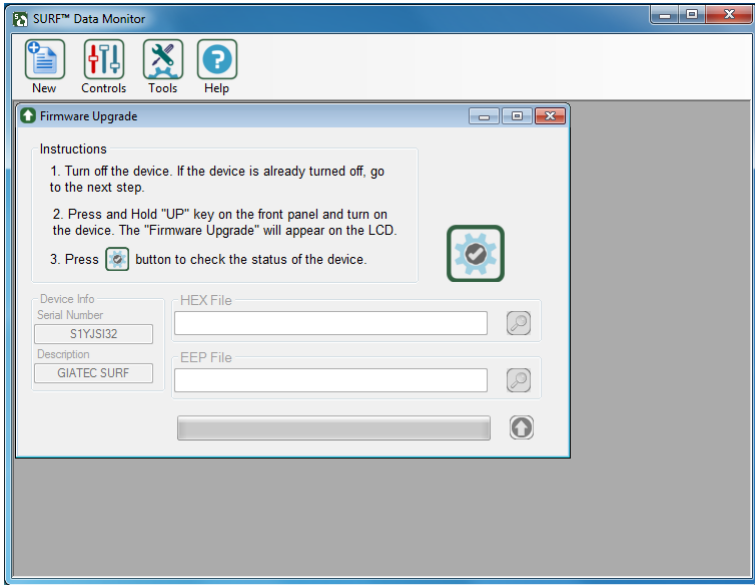 SURF™ Data Monitor
New Controls Tools Help
Firmware Upgrade
Instructions
1. Turn off the device. If the device is already turned off, go
to the next step.
2. Press and Hold "UP" key on the front panel and turn on
the device. The "Firmware Upgrade" will appear on the LCD.
3. Press button to check the status of the device.
Device Info
Serial Number
S1YJSI32
Description
GIATEC SURF
HEX File
EEP File